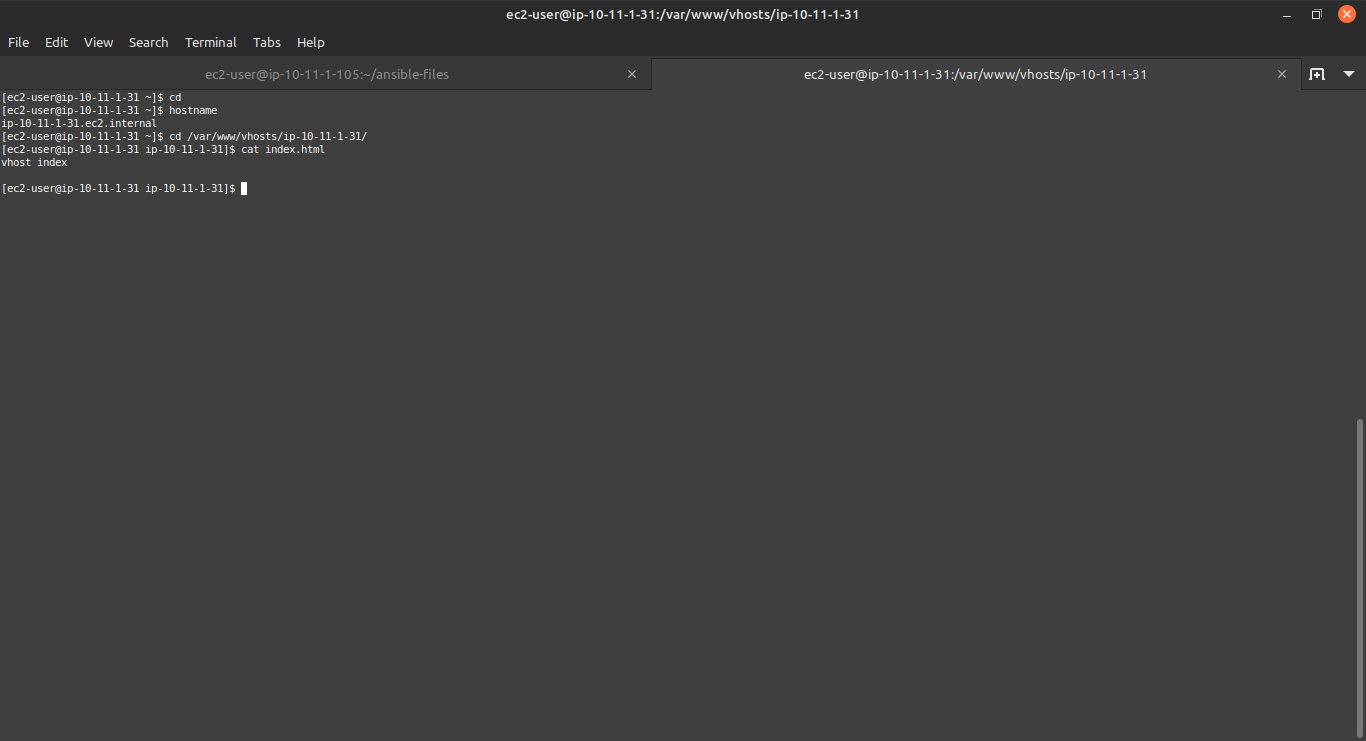 ec2-user@ip-10-11-1-31:/var/www/vhosts/ip-10-11-1-31
File Edit View Search Terminal Tabs Help
ec2-user@ip-10-11-1-105:~/ansible-files
ec2-user@ip-10-11-1-31:/var/www/vhosts/ip-10-11-1-31
[ec2-user@ip-10-11-1-31 ~]$ cd
[ec2-user@ip-10-11-1-31 ~]$ hostname
ip-10-11-1-31.ec2.internal
[ec2-user@ip-10-11-1-31 ~]$ cd /var/www/vhosts/ip-10-11-1-31/
[ec2-user@ip-10-11-1-31 ip-10-11-1-31]$ cat index.html
vhost index
[ec2-user@ip-10-11-1-31 ip-10-11-1-31]$